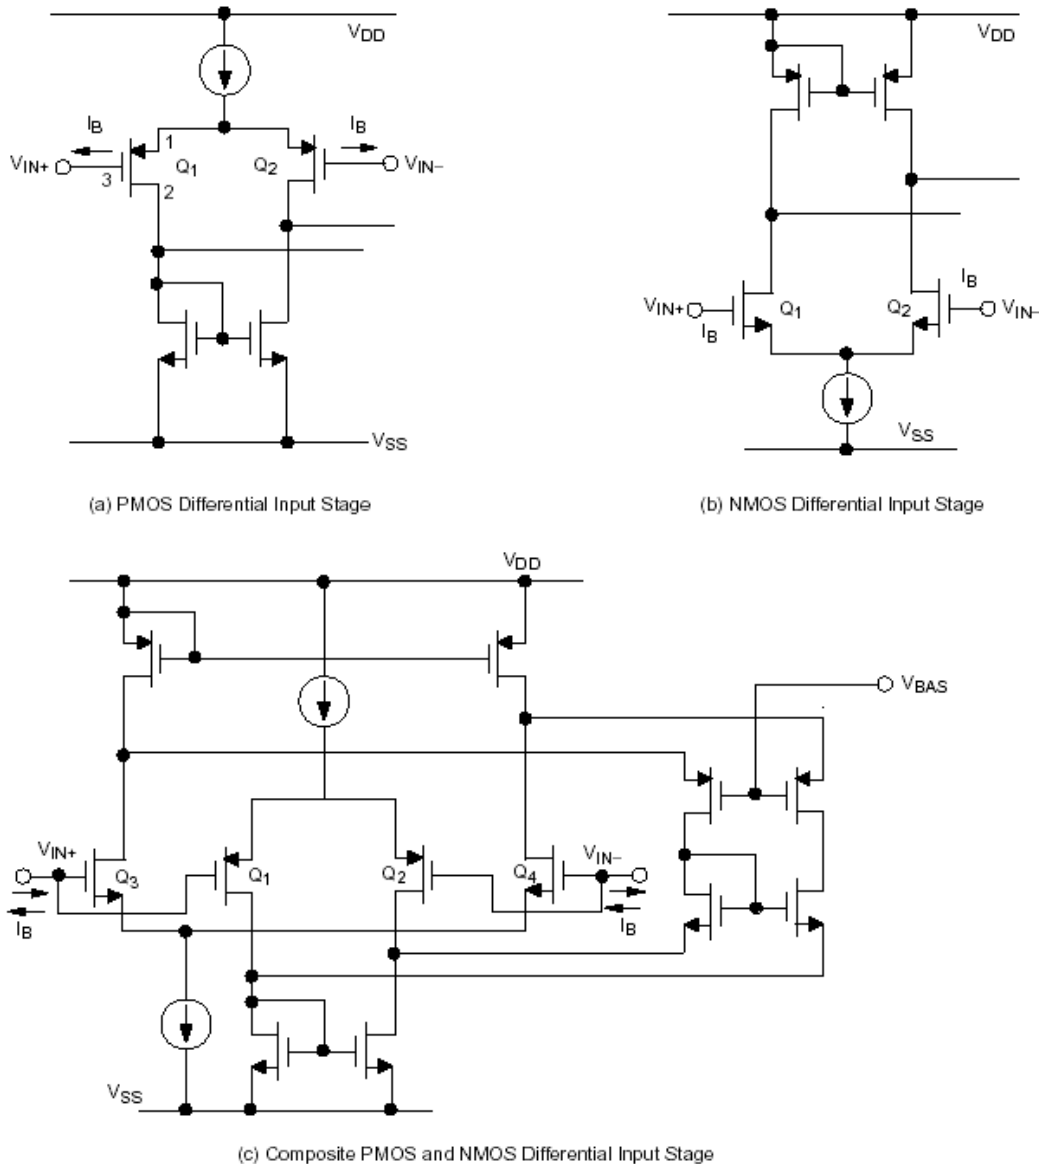 VDD
IB
IB
VIN+
1
3
Q1
2
Q2
VIN–
VSS
(a) PMOS Differential Input Stage
VDD
VIN+
IB
Q1
Q2
IB
VIN–
VSS
(b) NMOS Differential Input Stage
VDD
VBAS
VIN+
IB
Q3
Q1
Q2
Q4
VIN–
IB
VSS
(c) Composite PMOS and NMOS Differential Input Stage